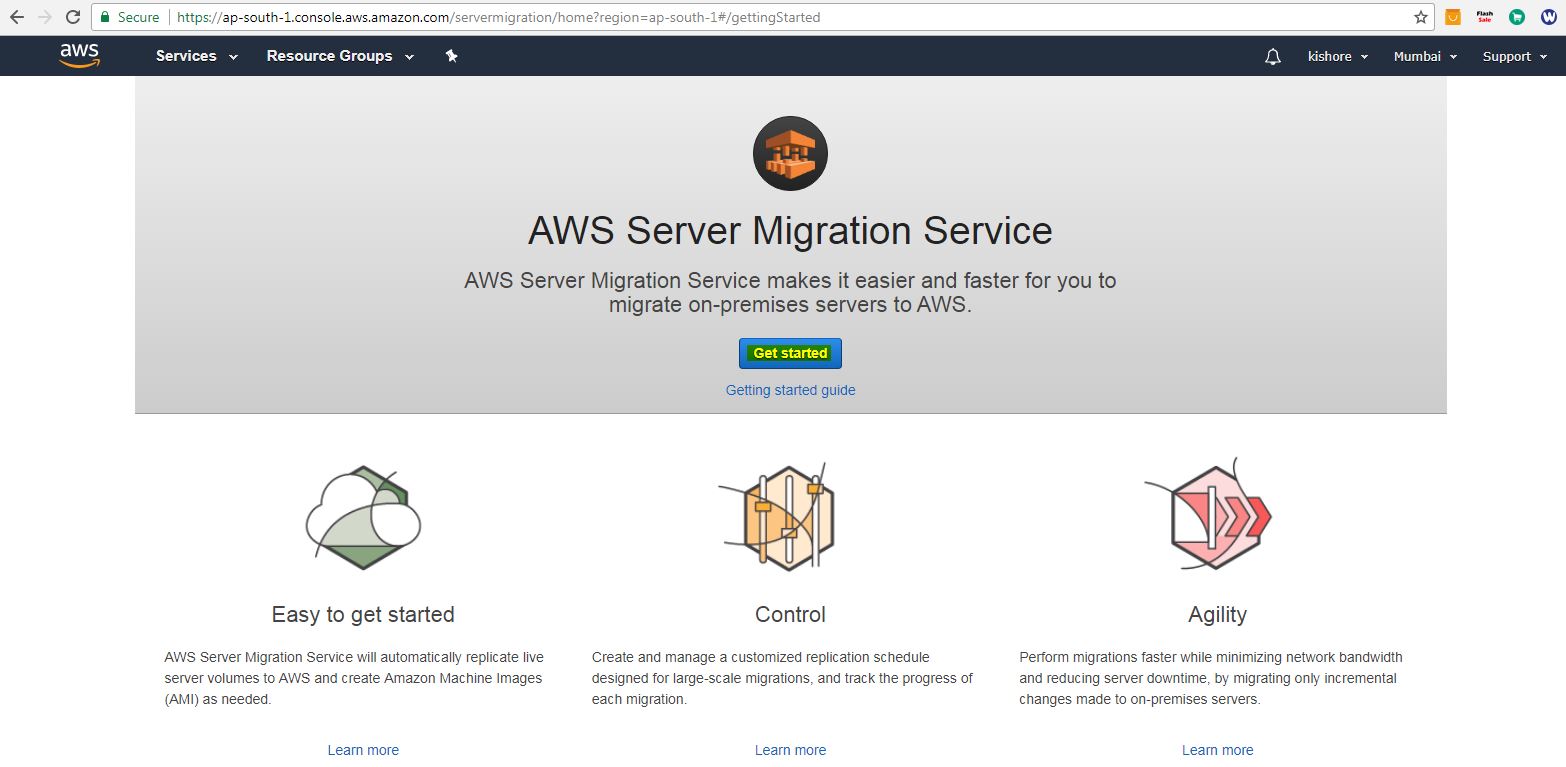 Secure https://ap-south-1.console.aws.amazon.com/servermigration/home?region=ap-south-1#/gettingStarted
Flash
Sale
W
aws Services Resource Groups kishore Mumbai Support
AWS Server Migration Service
AWS Server Migration Service makes it easier and faster for you to
migrate on-premises servers to AWS.
Get started
Getting started guide
Easy to get started
AWS Server Migration Service will automatically replicate live
server volumes to AWS and create Amazon Machine Images
(AMI) as needed.
Learn more
Control
Create and manage a customized replication schedule
designed for large-scale migrations, and track the progress of
each migration.
Learn more
Agility
Perform migrations faster while minimizing network bandwidth
and reducing server downtime, by migrating only incremental
changes made to on-premises servers.
Learn more